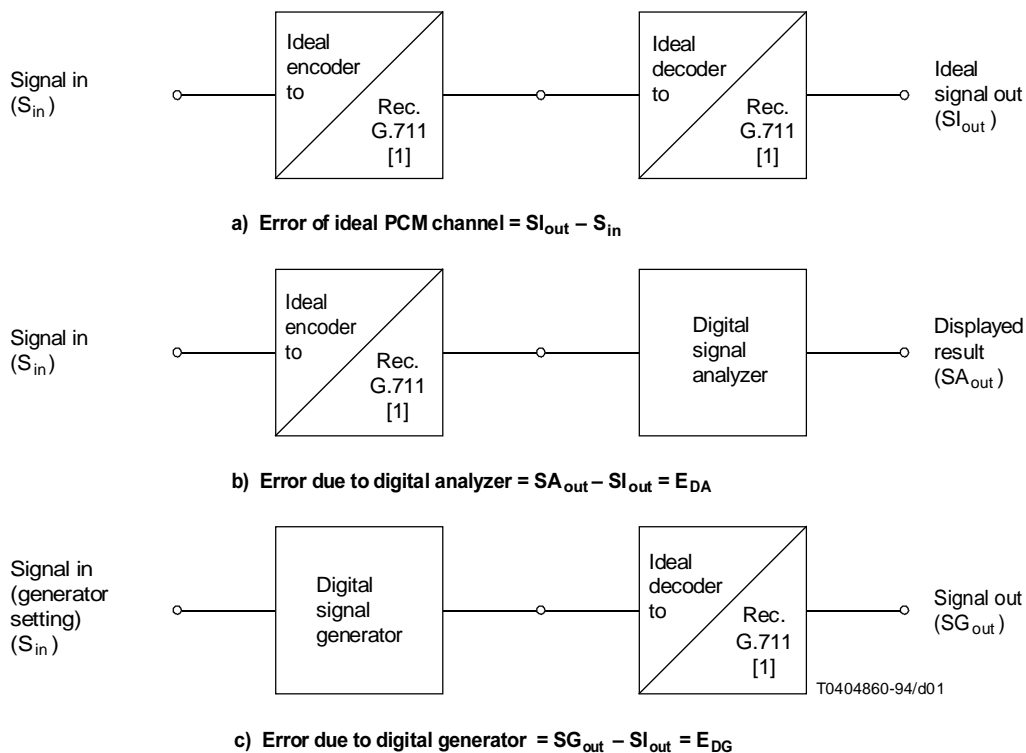 Signal in
(S_in)
Ideal
encoder
to
Rec.
G.711
[1]
Ideal
decoder
to
Rec.
G.711
[1]
Ideal
signal out
(SI_out)
a) Error of ideal PCM channel = SI_out – S_in
Signal in
(S_in)
Ideal
encoder
to
Rec.
G.711
[1]
Digital
signal
analyzer
Displayed
result
(SA_out)
b) Error due to digital analyzer = SA_out – SI_out = E_DA
Signal in
(generator
setting)
(S_in)
Digital
signal
generator
Ideal
decoder
to
Rec.
G.711
[1]
Signal out
(SG_out)
T0404860-94/d01
c) Error due to digital generator = SG_out – SI_out = E_DG